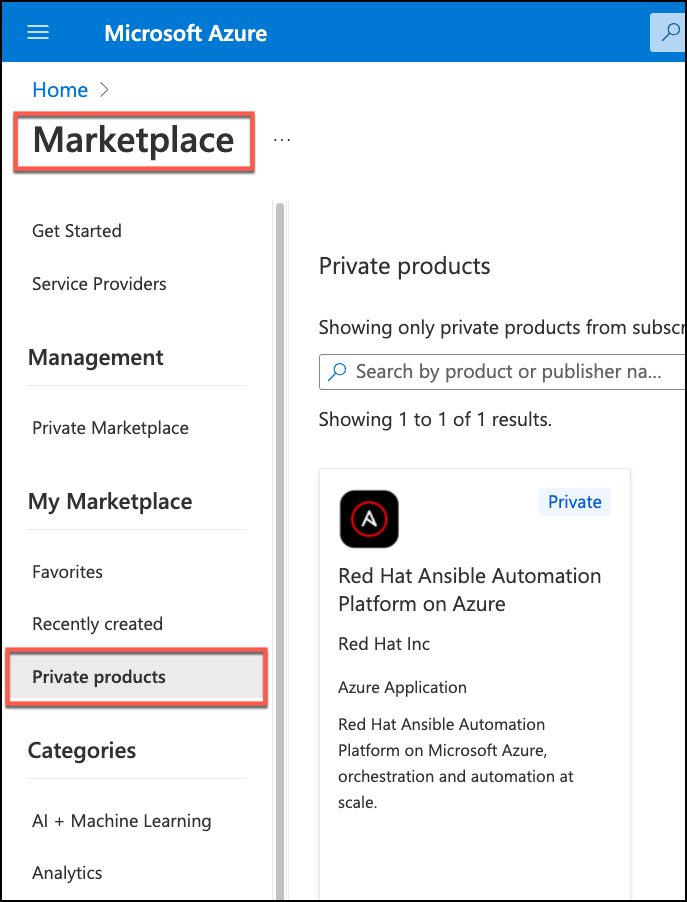 Microsoft Azure
Home
Marketplace
...
Get Started
Service Providers
Management
Private Marketplace
My Marketplace
Favorites
Recently created
Private products
Categories
AI + Machine Learning
Analytics
Private products
Showing only private products from subscr
Search by product or publisher na...
Showing 1 to 1 of 1 results.
Private
Red Hat Ansible Automation
Platform on Azure
Red Hat Inc
Azure Application
Red Hat Ansible Automation
Platform on Microsoft Azure,
orchestration and automation at
scale.